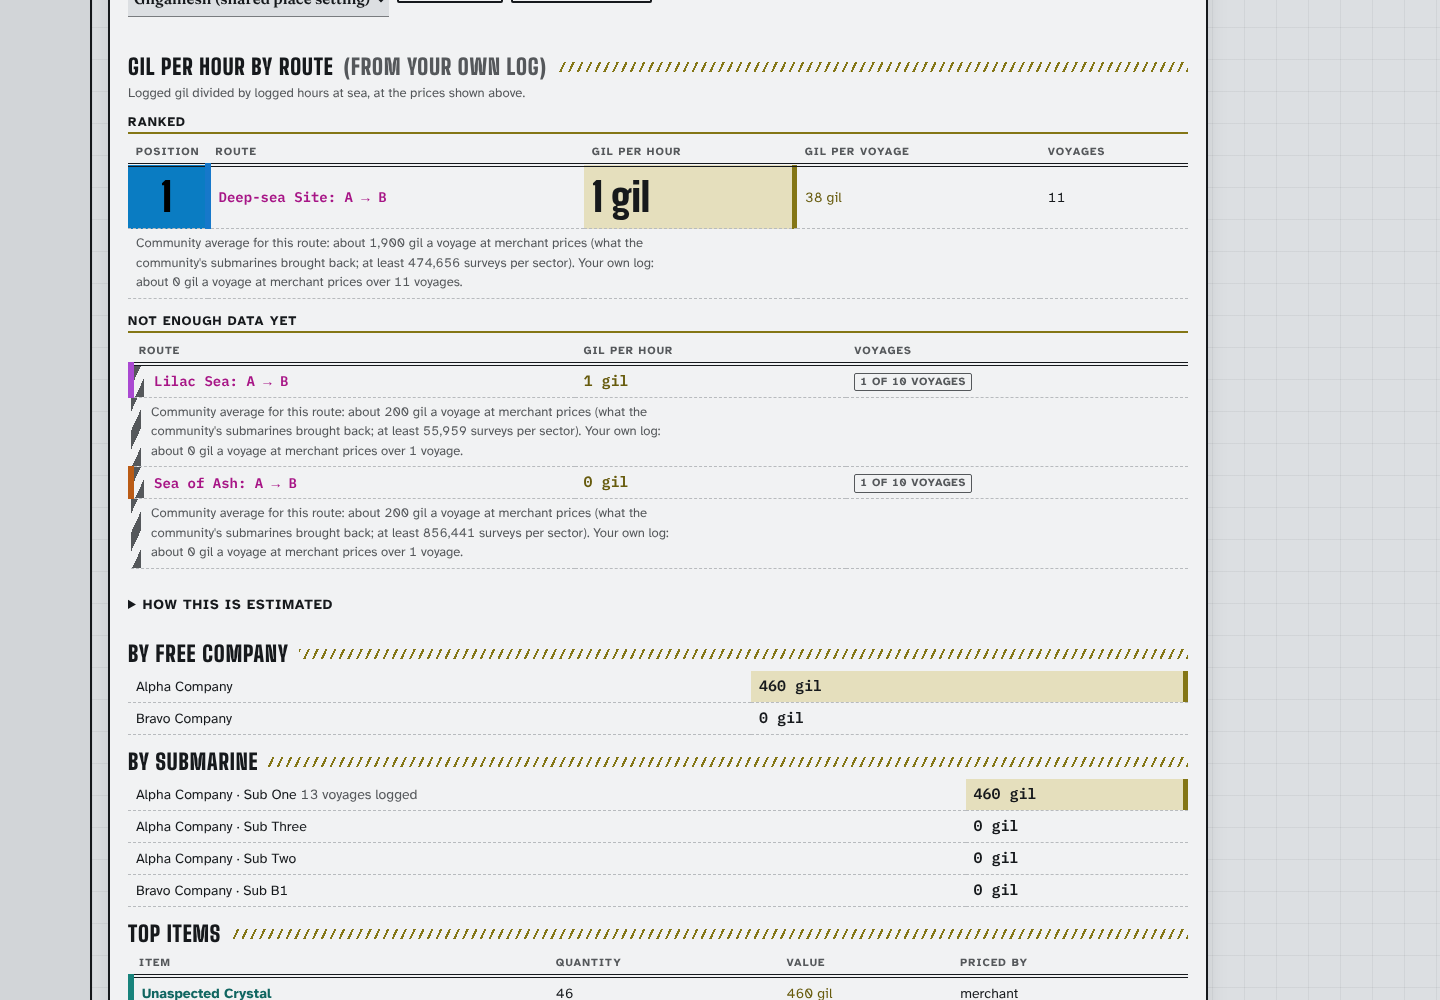 Gilgamesh (shared place setting)
GIL PER HOUR BY ROUTE (FROM YOUR OWN LOG)
Logged gil divided by logged hours at sea, at the prices shown above.
RANKED
POSITION ROUTE GIL PER HOUR GIL PER VOYAGE VOYAGES
1 Deep-sea Site: A → B 1 gil 38 gil 11
Community average for this route: about 1,900 gil a voyage at merchant prices (what the
community's submarines brought back; at least 474,656 surveys per sector). Your own log:
about 0 gil a voyage at merchant prices over 11 voyages.
NOT ENOUGH DATA YET
ROUTE GIL PER HOUR VOYAGES
Lilac Sea: A → B 1 gil 1 OF 10 VOYAGES
Community average for this route: about 200 gil a voyage at merchant prices (what the
community's submarines brought back; at least 55,959 surveys per sector). Your own log:
about 0 gil a voyage at merchant prices over 1 voyage.
Sea of Ash: A → B 0 gil 1 OF 10 VOYAGES
Community average for this route: about 200 gil a voyage at merchant prices (what the
community's submarines brought back; at least 856,441 surveys per sector). Your own log:
about 0 gil a voyage at merchant prices over 1 voyage.
▶ HOW THIS IS ESTIMATED
BY FREE COMPANY
Alpha Company 460 gil
Bravo Company 0 gil
BY SUBMARINE
Alpha Company · Sub One 13 voyages logged 460 gil
Alpha Company · Sub Three 0 gil
Alpha Company · Sub Two 0 gil
Bravo Company · Sub B1 0 gil
TOP ITEMS
ITEM QUANTITY VALUE PRICED BY
Unaspected Crystal 46 460 gil merchant